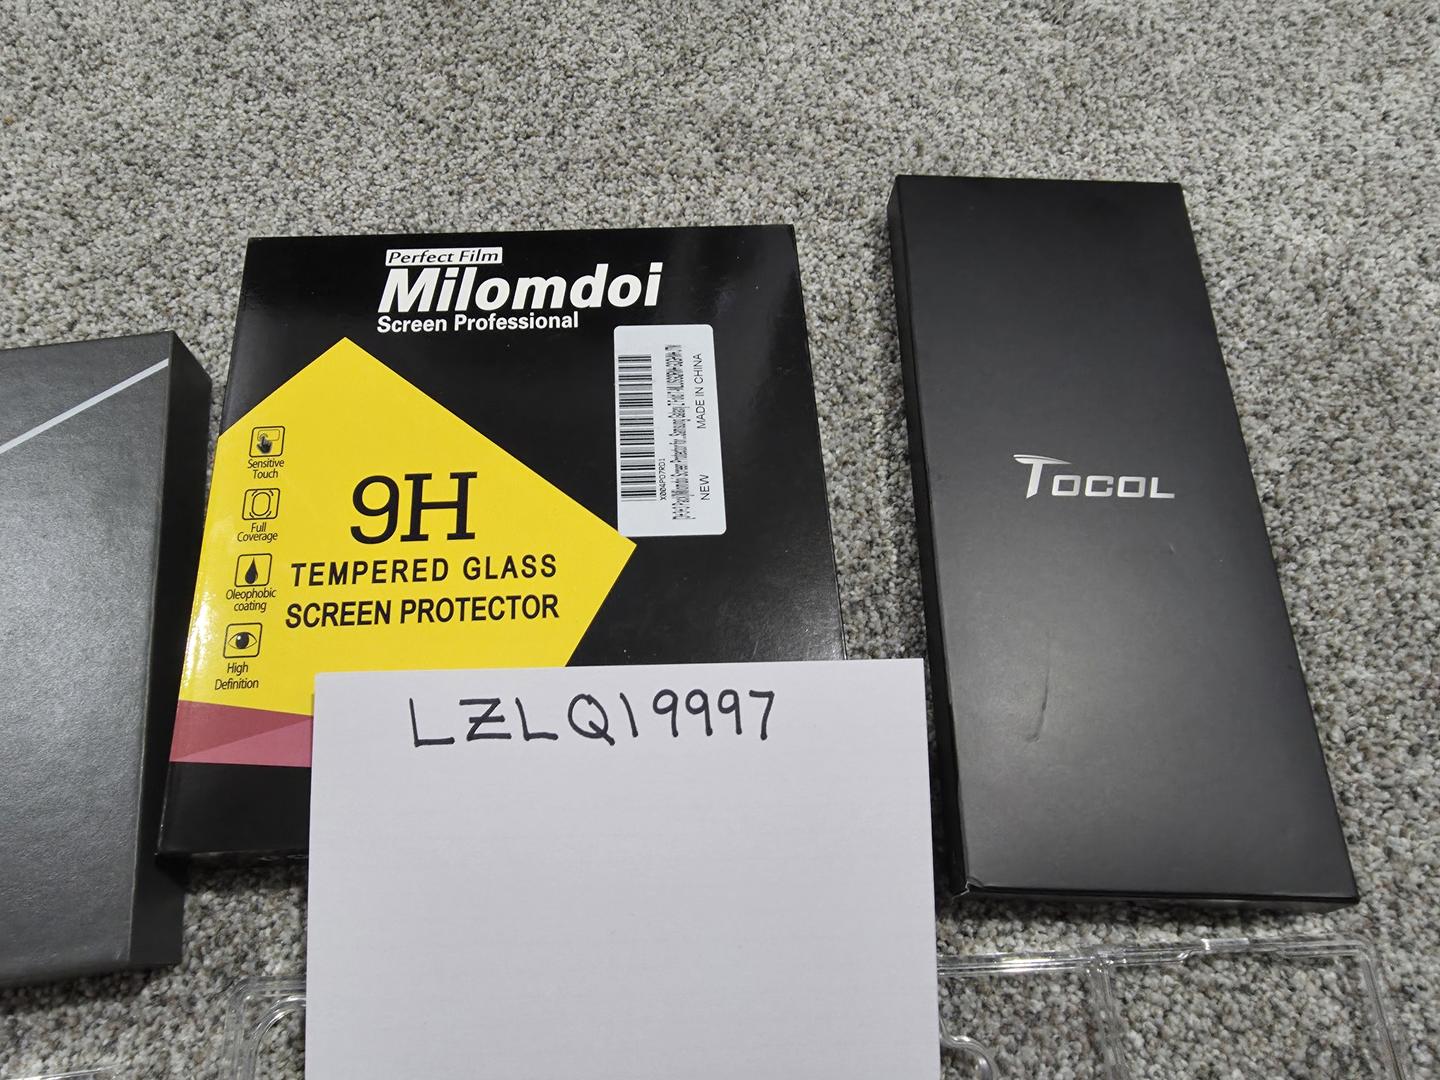 Perfect Film
Milomdoi
Screen Professional
Sensitive
Touch
Full
Coverage
Oleophobic
coating
High
Definition
9H
TEMPERED GLASS
SCREEN PROTECTOR
X004P07RD1
NEW
MADE IN CHINA
TOCOL
LZLQ19997